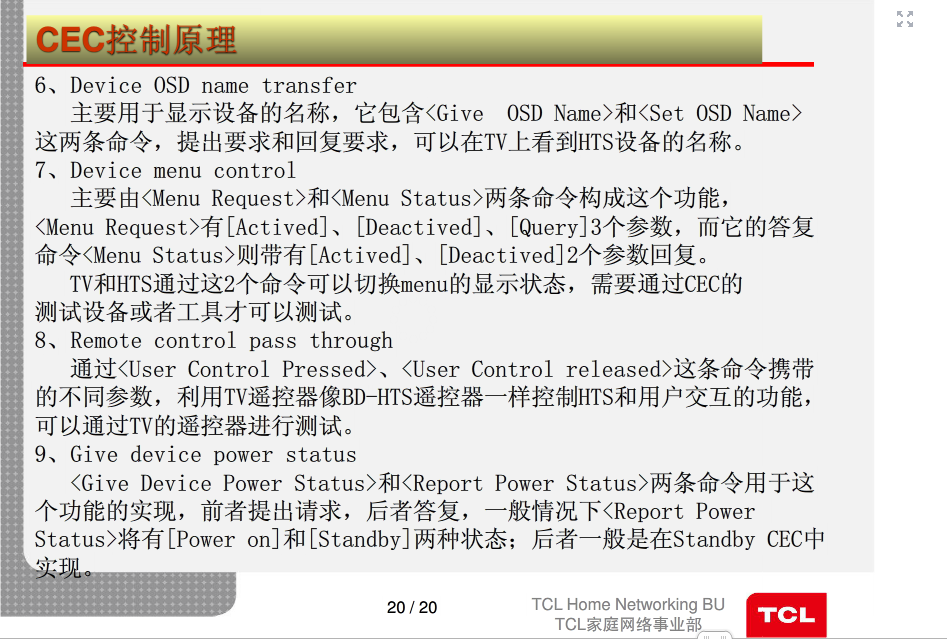 CEC控制原理
6、Device OSD name transfer
主要用于显示设备的名称，它包含<Give OSD Name>和<Set OSD Name>
这两条命令，提出要求和回复要求，可以在TV上看到HTS设备的名称。
7、Device menu control
主要由<Menu Request>和<Menu Status>两条命令构成这个功能，
<Menu Request>有[Actived]、[Deactived]、[Query]3个参数，而它的答复
命令<Menu Status>则带有[Actived]、[Deactived]2个参数回复。
TV和HTS通过这2个命令可以切换menu的显示状态，需要通过CEC的
测试设备或者工具才可以测试。
8、Remote control pass through
通过<User Control Pressed>、<User Control released>这条命令携带
的不同参数，利用TV遥控器像BD-HTS遥控器一样控制HTS和用户交互的功能，
可以通过TV的遥控器进行测试。
9、Give device power status
<Give Device Power Status>和<Report Power Status>两条命令用于这
个功能的实现，前者提出请求，后者答复，一般情况下<Report Power
Status>将有[Power on]和[Standby]两种状态；后者一般是在Standby CEC中
实现。
20 / 20
TCL Home Networking BU
TCL家庭网络事业部
TCL